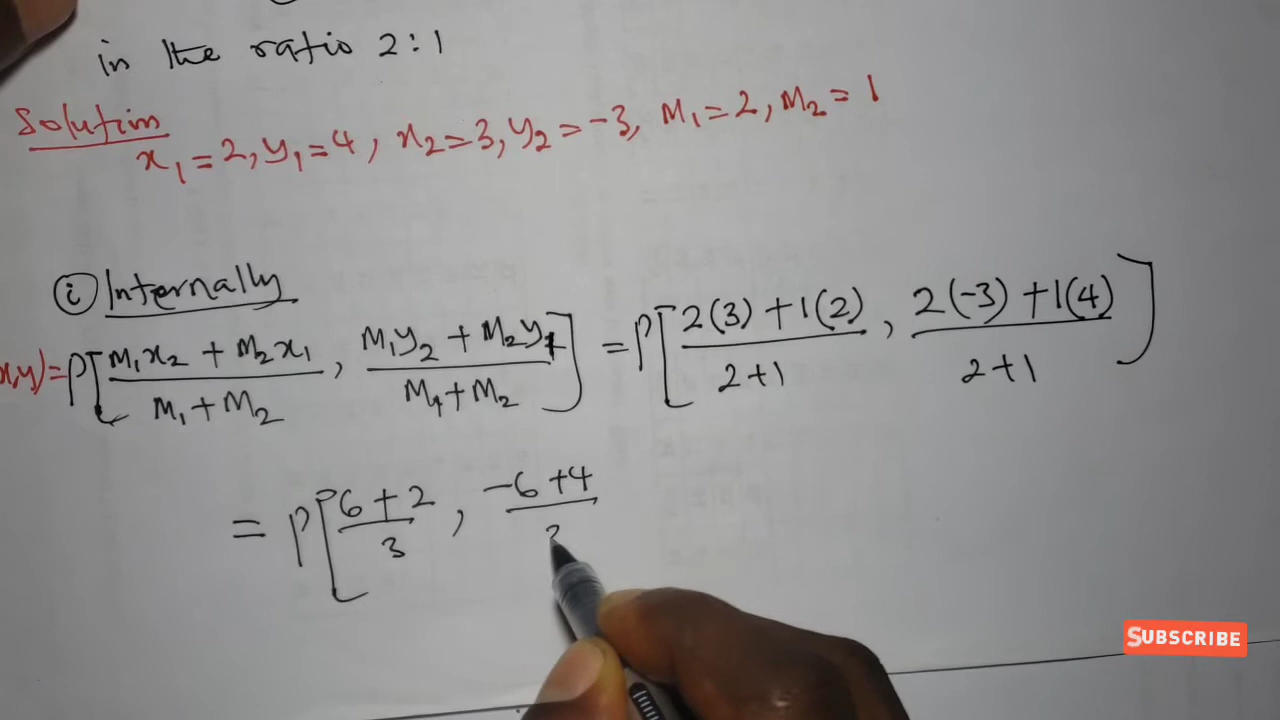 in the ratio 2:1
Solution
x₁=2, y₁=4, x₂=3, y₂=-3, M₁=2, M₂=1
(i) Internally
x,y)=P[(M₁x₂ + M₂x₁)/(M₁+M₂), (M₁y₂ + M₂y₁)/(M₁+M₂)] = P[(2(3)+1(2))/(2+1), (2(-3)+1(4))/(2+1)]
= P[(6+2)/3, (-6+4)/3
SUBSCRIBE